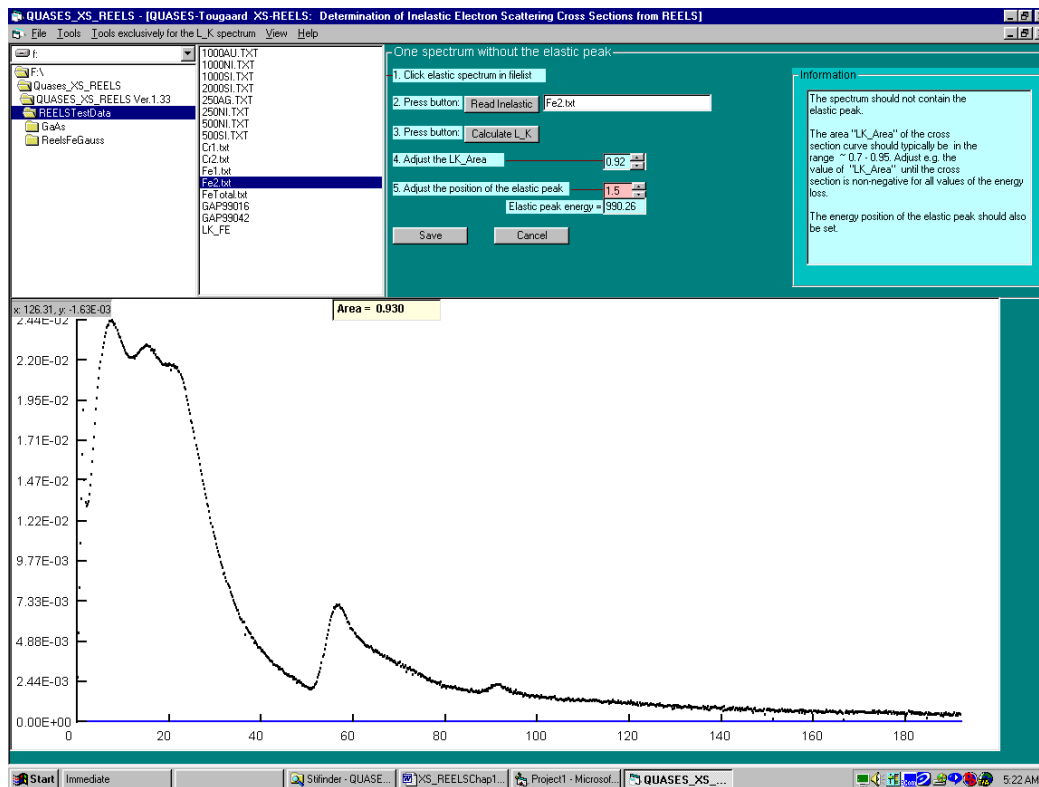 QUASES_XS_REELS - [QUASES-Tougaard XS-REELS: Determination of Inelastic Electron Scattering Cross Sections from REELS]
File Tools Tools exclusively for the L_K spectrum View Help
f:
F:\
Quases_XS_REELS
QUASES_XS_REELS Ver.1.33
REELSTestData
GaAs
ReelsFeGauss
1000AU.TXT
1000NI.TXT
1000SI.TXT
2000SI.TXT
250AG.TXT
250NI.TXT
500NI.TXT
500SI.TXT
Cr1.txt
Cr2.txt
Fe1.txt
Fe2.txt
FeTotal.txt
GAP99016
GAP99042
LK_FE
One spectrum without the elastic peak
1. Click elastic spectrum in filelist
2. Press button: Read Inelastic Fe2.txt
3. Press button: Calculate L_K
4. Adjust the LK_Area 0.92
5. Adjust the position of the elastic peak 1.5
Elastic peak energy = 990.26
Save Cancel
Information
The spectrum should not contain the
elastic peak.
The area "LK_Area" of the cross
section curve should typically be in the
range ~ 0.7 - 0.95. Adjust e.g. the
value of "LK_Area" until the cross
section is non-negative for all values of the energy
loss.
The energy position of the elastic peak should also
be set.
x: 126.31, y: -1.63E-03
Area = 0.930
2.44E-02
2.20E-02
1.95E-02
1.71E-02
1.47E-02
1.22E-02
9.77E-03
7.33E-03
4.88E-03
2.44E-03
0.00E+00
0 20 40 60 80 100 120 140 160 180
Start Immediate Stifinder - QUASE... XS_REELSChap1... Project1 - Microsof... QUASES_XS_... 5:22 AM